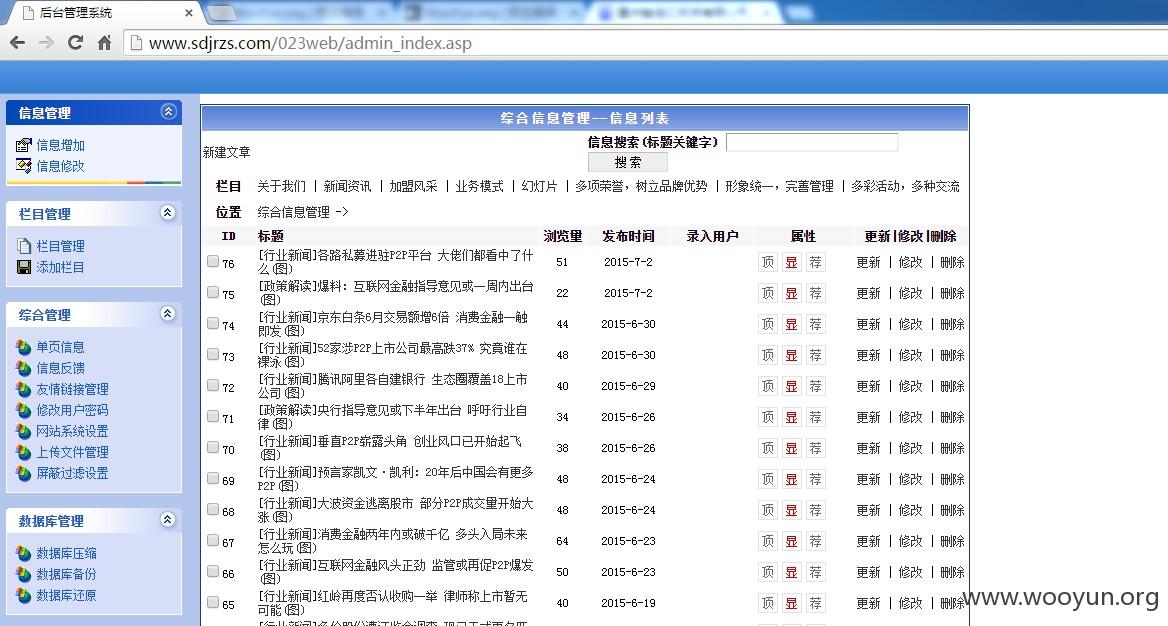 后台管理系统
www.sdjrzs.com/023web/admin_index.asp
信息管理
信息增加
信息修改
栏目管理
栏目管理
添加栏目
综合管理
单页信息
信息反馈
友情链接管理
修改用户密码
网站系统设置
上传文件管理
屏蔽过滤设置
数据库管理
数据库压缩
数据库备份
数据库还原
综合信息管理--信息列表
新建文章
信息搜索(标题关键字)
搜 索
栏目 关于我们 | 新闻资讯 | 加盟风采 | 业务模式 | 幻灯片 | 多项荣誉，树立品牌优势 | 形象统一，完善管理 | 多彩活动，多种交流
位置 综合信息管理 ->
ID 标题 浏览量 发布时间 录入用户 属性 更新|修改|删除
76 [行业新闻]各路私募进驻P2P平台 大佬们都看中了什么(图) 51 2015-7-2 顶 显 荐 更新 | 修改 | 删除
75 [政策解读]爆料：互联网金融指导意见或一周内出台(图) 22 2015-7-2 顶 显 荐 更新 | 修改 | 删除
74 [行业新闻]京东白条6月交易额增6倍 消费金融一触即发(图) 44 2015-6-30 顶 显 荐 更新 | 修改 | 删除
73 [行业新闻]52家涉P2P上市公司最高跌37% 究竟谁在裸泳(图) 48 2015-6-30 顶 显 荐 更新 | 修改 | 删除
72 [行业新闻]腾讯阿里各自建银行 生态圈覆盖18上市公司(图) 40 2015-6-29 顶 显 荐 更新 | 修改 | 删除
71 [政策解读]央行指导意见或下半年出台 呼吁行业自律(图) 34 2015-6-26 顶 显 荐 更新 | 修改 | 删除
70 [行业新闻]垂直P2P崭露头角 创业风口已开始起飞(图) 38 2015-6-26 顶 显 荐 更新 | 修改 | 删除
69 [行业新闻]预言家凯文·凯利：20年后中国会有更多P2P(图) 48 2015-6-24 顶 显 荐 更新 | 修改 | 删除
68 [行业新闻]大波资金逃离股市 部分P2P成交量开始大涨(图) 48 2015-6-24 顶 显 荐 更新 | 修改 | 删除
67 [行业新闻]消费金融两年内或破千亿 多头入局未来怎么玩(图) 64 2015-6-23 顶 显 荐 更新 | 修改 | 删除
66 [行业新闻]互联网金融风头正劲 监管或再促P2P爆发(图) 50 2015-6-23 顶 显 荐 更新 | 修改 | 删除
65 [行业新闻]红岭再度否认收购一举 律师称上市暂无可能(图) 40 2015-6-19 顶 显 荐 更新 | 修改 | 删除
www.wooyun.org